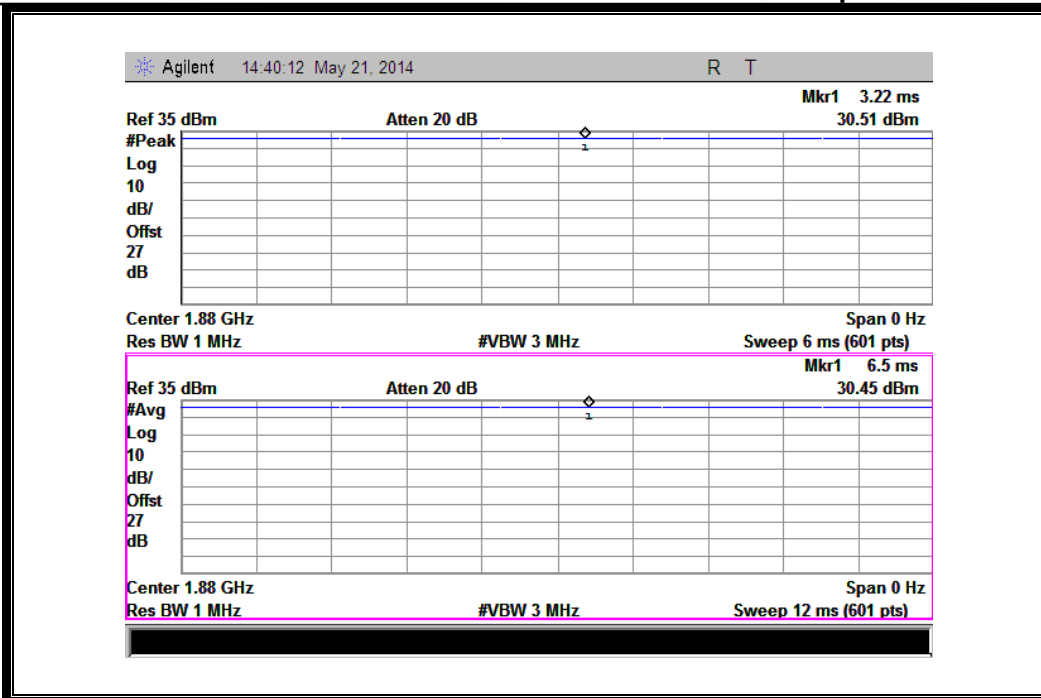 Agilent 14:40:12 May 21, 2014 R T
Mkr1 3.22 ms
Ref 35 dBm Atten 20 dB 30.51 dBm
#Peak
Log
10
dB/
Offst
27
dB
1
Center 1.88 GHz Span 0 Hz
Res BW 1 MHz #VBW 3 MHz Sweep 6 ms (601 pts)
Mkr1 6.5 ms
Ref 35 dBm Atten 20 dB 30.45 dBm
#Avg
Log
10
dB/
Offst
27
dB
1
Center 1.88 GHz Span 0 Hz
Res BW 1 MHz #VBW 3 MHz Sweep 12 ms (601 pts)